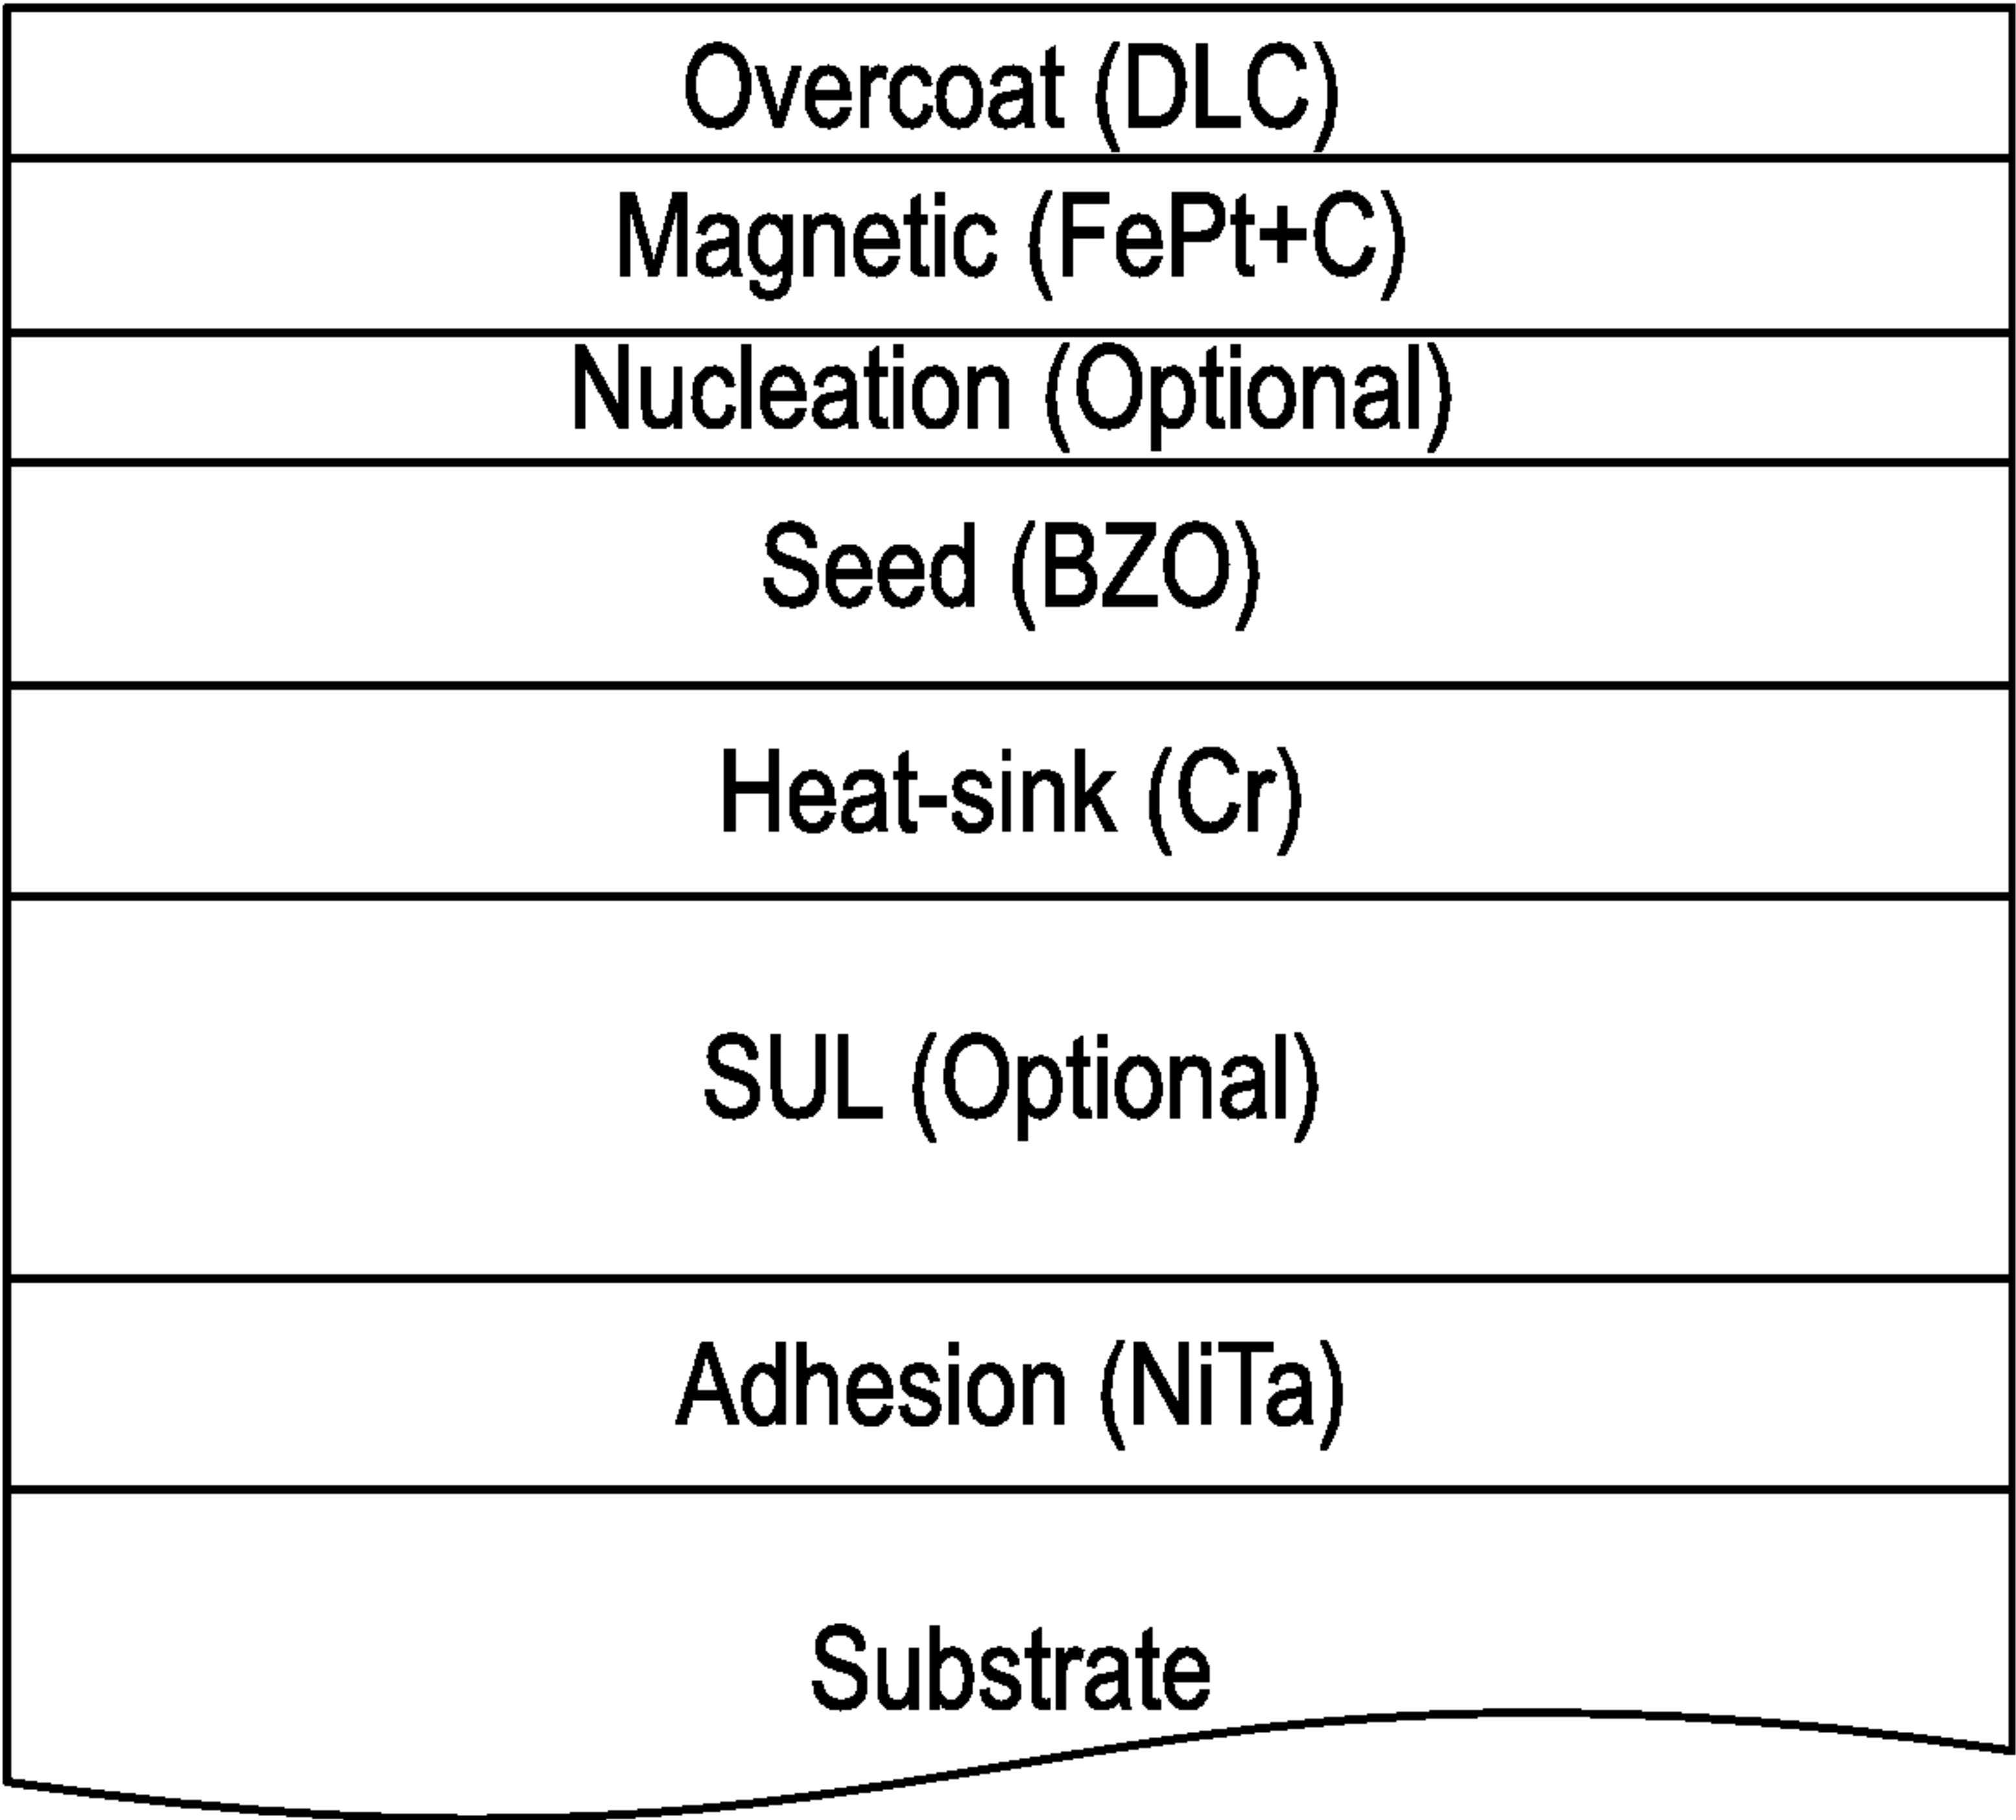 Overcoat (DLC)
Magnetic (FePt+C)
Nucleation (Optional)
Seed (BZO)
Heat-sink (Cr)
SUL (Optional)
Adhesion (NiTa)
Substrate